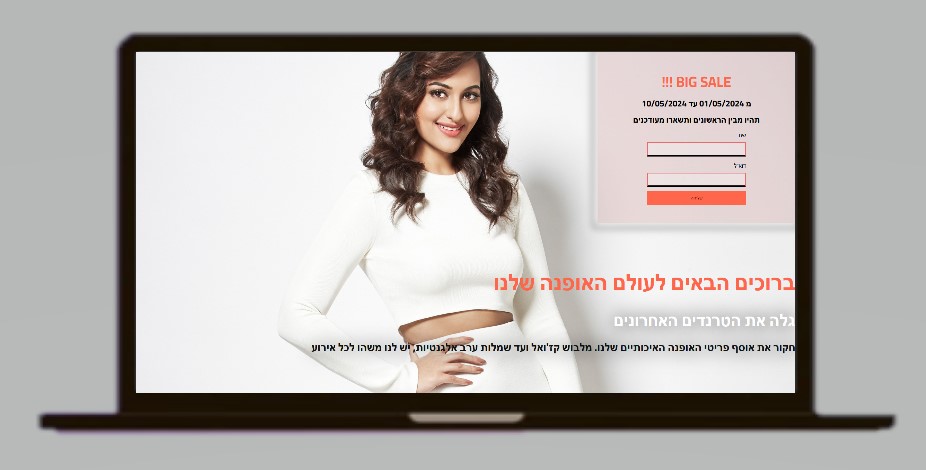 !!! BIG SALE
מ 01/05/2024 עד 10/05/2024
תהיו מבין הראשונים ותשארו מעודכנים
שם
דוא"ל
ברוכים הבאים לעולם האופנה שלנו
גלה את הטרנדים האחרונים
חקור את אוסף פריטי האופנה האיכותיים שלנו. מלבוש קז'ואל ועד שמלות ערב אלגנטיות, יש לנו משהו לכל אירוע